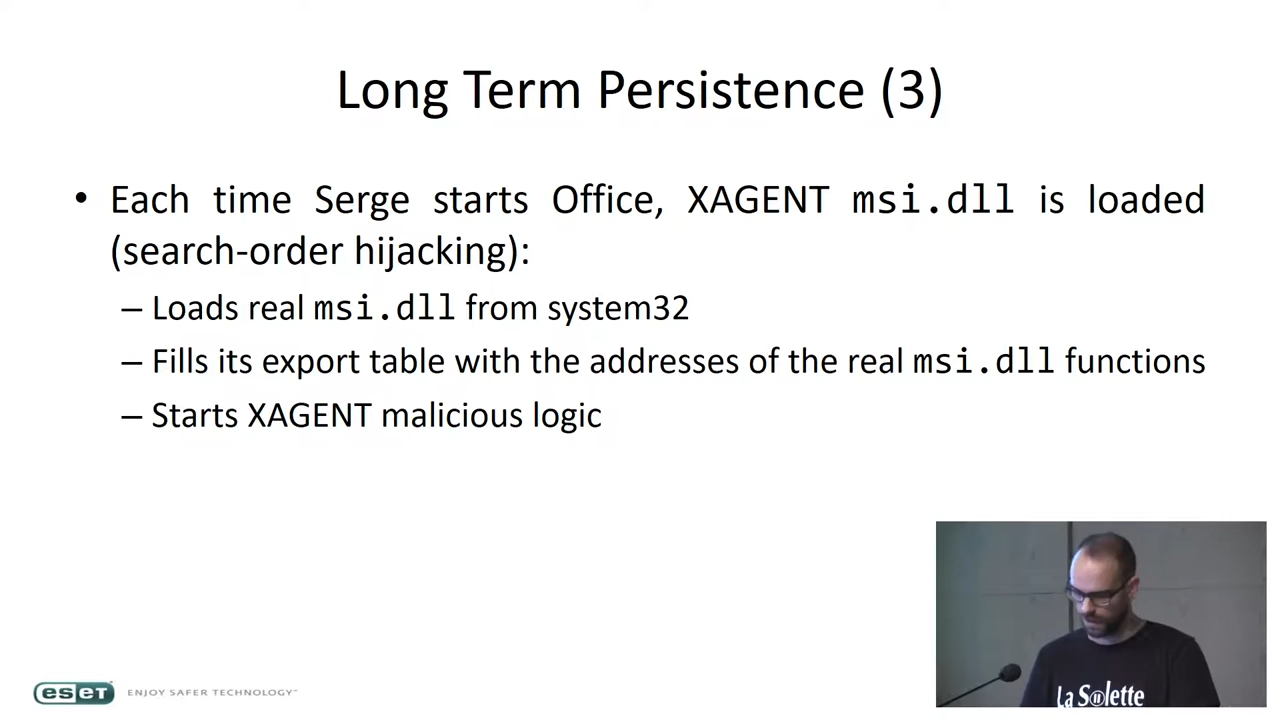 Long Term Persistence (3)
• Each time Serge starts Office, XAGENT msi.dll is loaded
(search-order hijacking):
– Loads real msi.dll from system32
– Fills its export table with the addresses of the real msi.dll functions
– Starts XAGENT malicious logic
eset ENJOY SAFER TECHNOLOGY™
La Solette